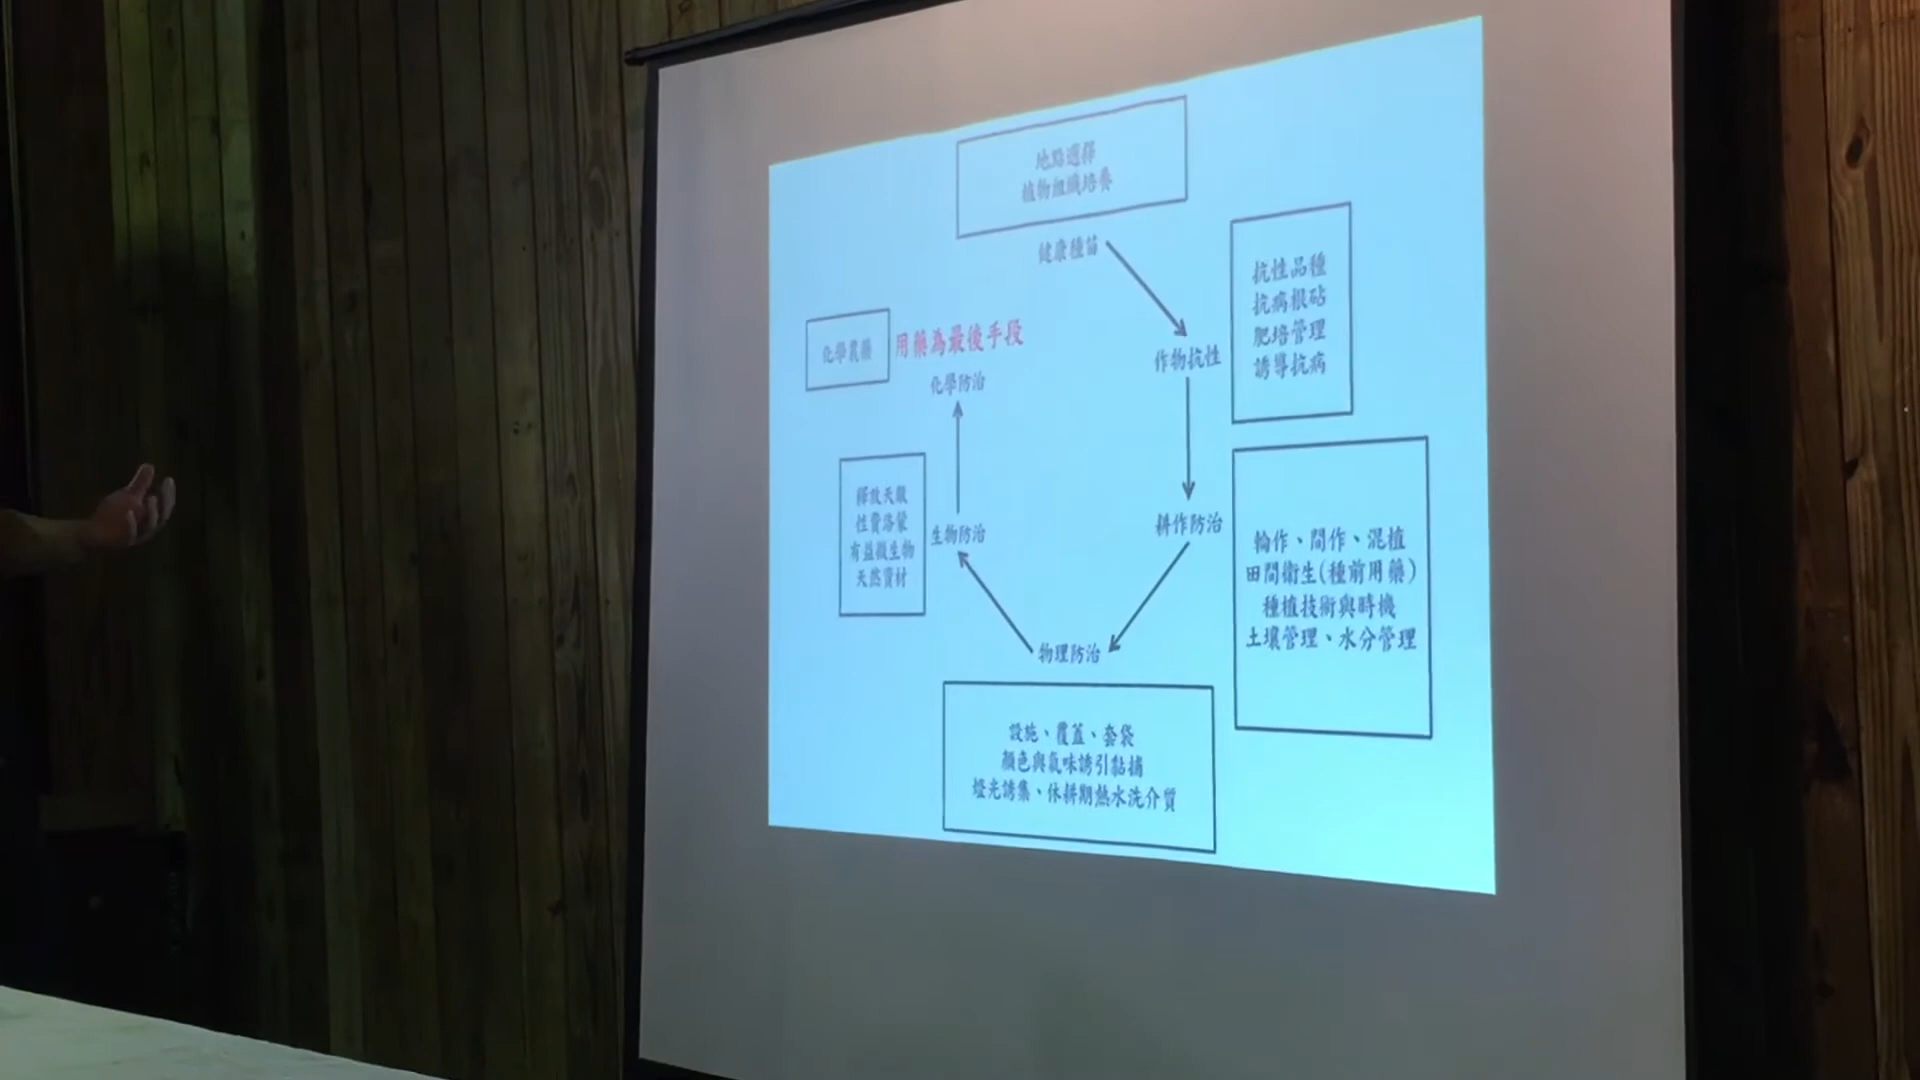 地點選擇
植物組織培養
健康種苗
抗性品種
抗病根砧
肥培管理
誘導抗病
作物抗性
化學農藥
用藥為最後手段
化學防治
釋放天敵
性費洛蒙
有益微生物
天然資材
生物防治
耕作防治
輪作、間作、混植
田間衛生(種前用藥)
種植技術與時機
土壤管理、水分管理
物理防治
設施、覆蓋、套袋
顏色與氣味誘引黏捕
燈光誘集、休耕期熱水洗介質